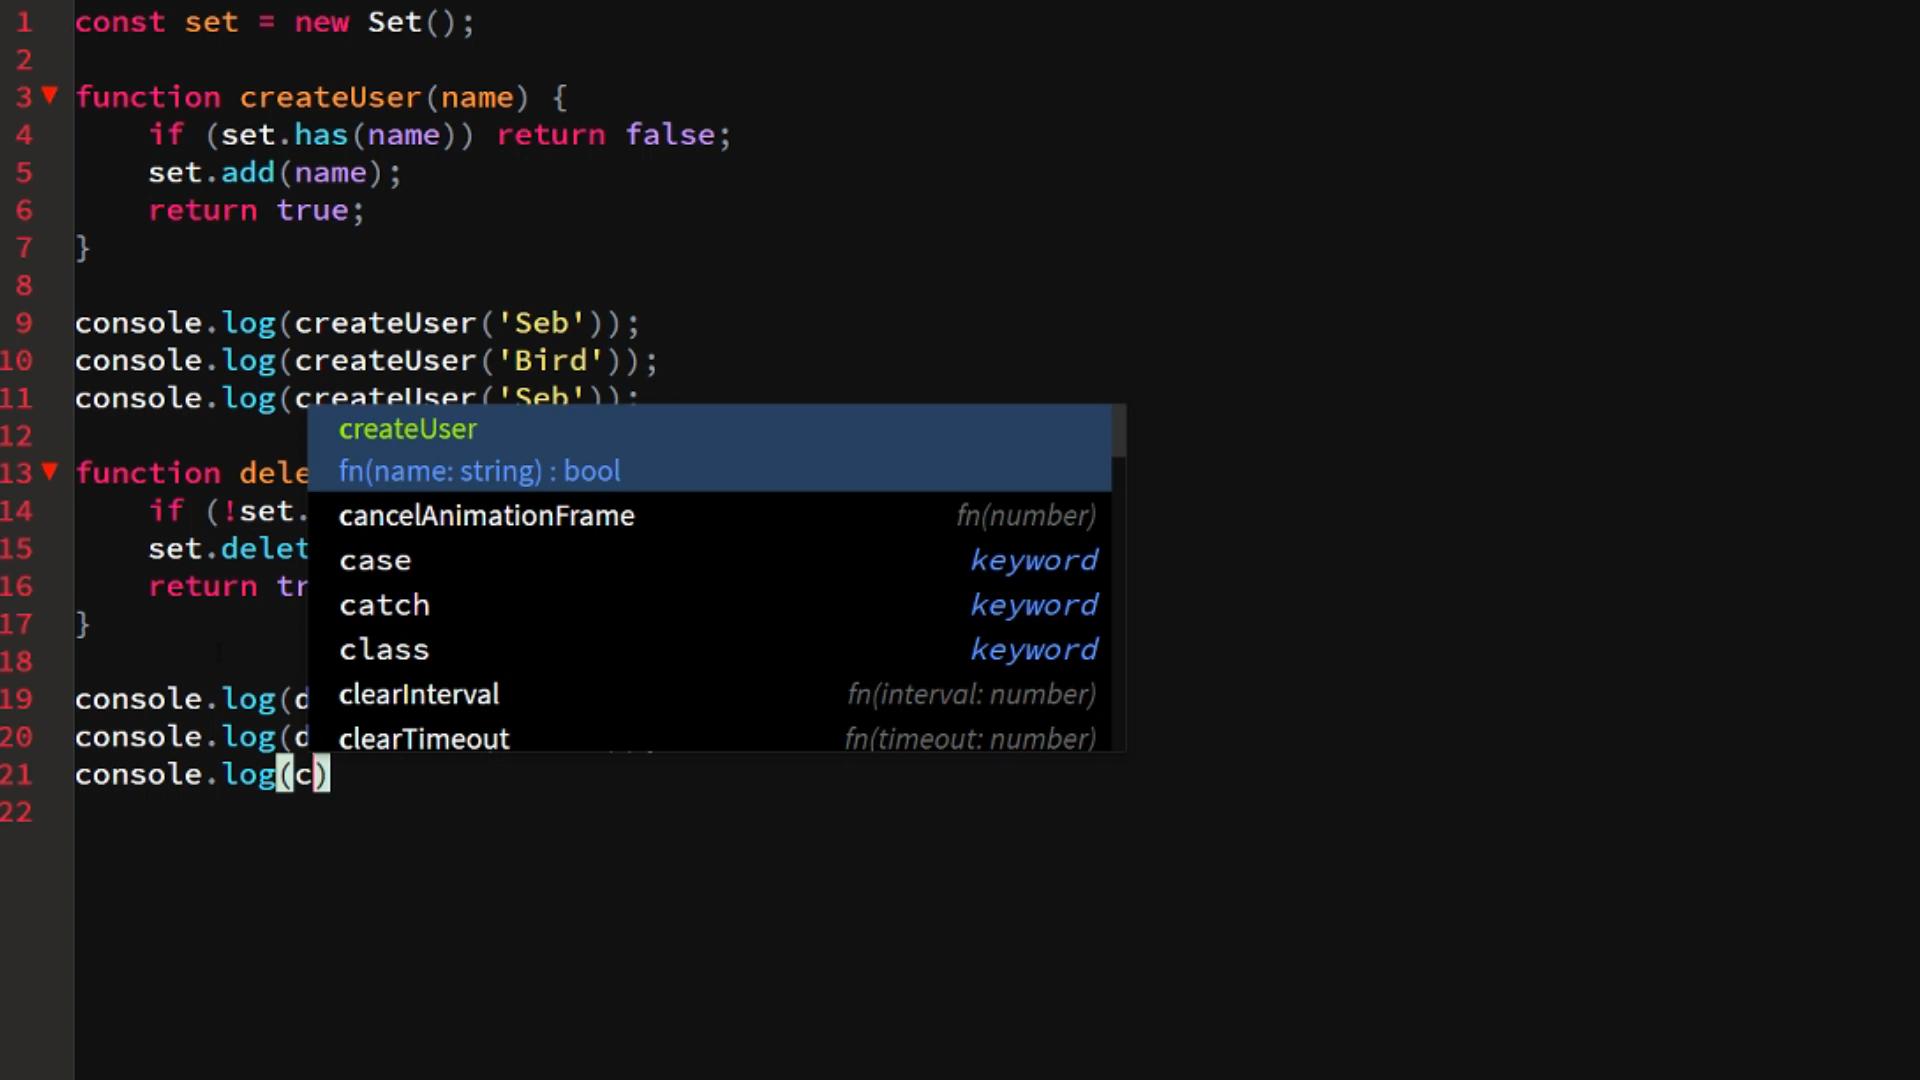 1 const set = new Set();
2
3 function createUser(name) {
4 if (set.has(name)) return false;
5 set.add(name);
6 return true;
7 }
8
9 console.log(createUser('Seb'));
10 console.log(createUser('Bird'));
11 console.log(createUser('Seb'));
12
createUser
13 function dele
fn(name: string) : bool
14 if (!set.
cancelAnimationFrame fn(number)
15 set.delet
case keyword
16 return tr
catch keyword
17 }
class keyword
18
19 console.log(d
clearInterval fn(interval: number)
20 console.log(d
clearTimeout fn(timeout: number)
21 console.log(c)
22